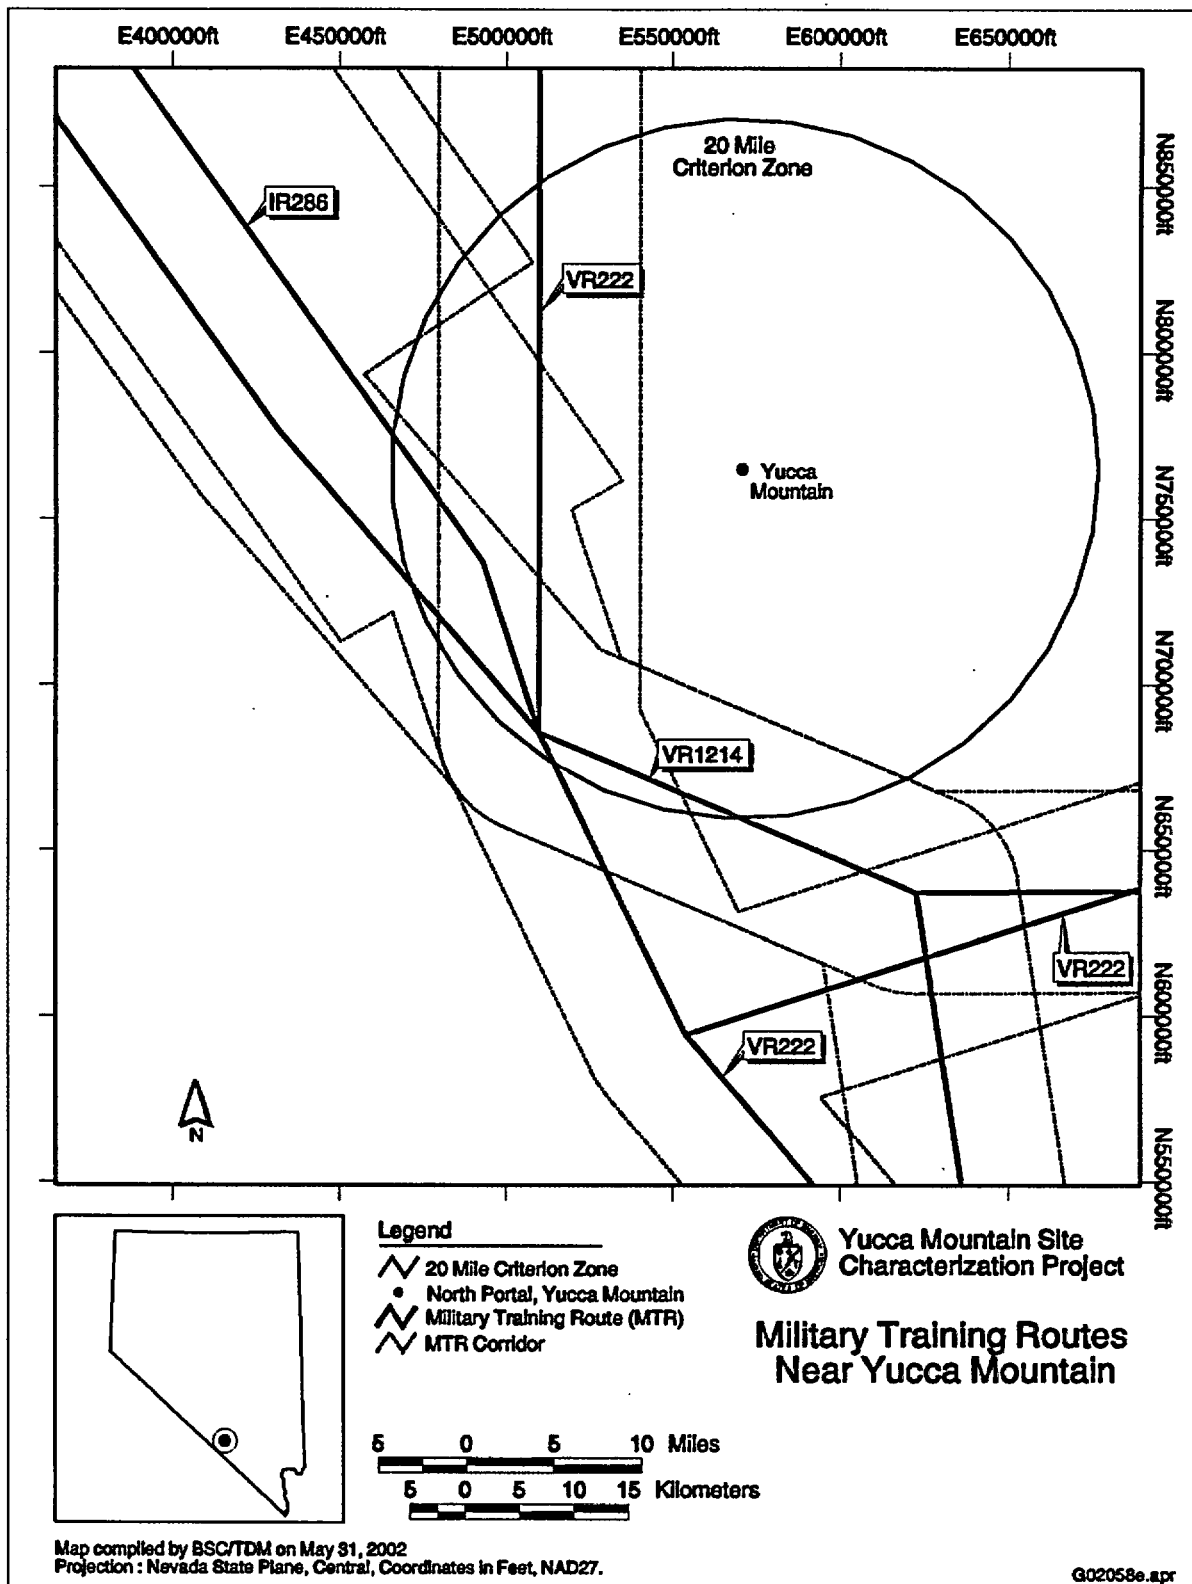 E400000ft E450000ft E500000ft E550000ft E600000ft E650000ft
20 Mile
Criterion Zone
N850000ft
IR286
VR222
N800000ft
Yucca
Mountain
N750000ft
N700000ft
VR1214
N650000ft
VR222
N600000ft
VR222
N
N550000ft
Legend
20 Mile Criterion Zone
North Portal, Yucca Mountain
Military Training Route (MTR)
MTR Corridor
Yucca Mountain Site
Characterization Project
Military Training Routes
Near Yucca Mountain
5 0 5 10 Miles
5 0 5 10 15 Kilometers
Map compiled by BSC/TDM on May 31, 2002
Projection : Nevada State Plane, Central, Coordinates in Feet, NAD27.
G02058e.apr